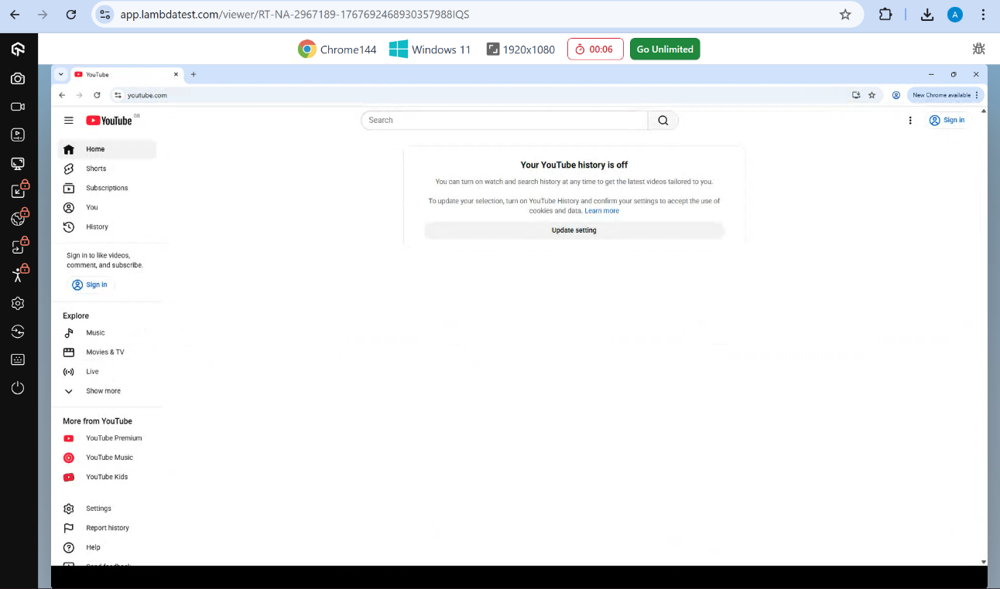 app.lambdatest.com/viewer/RT-NA-2967189-1767692468930357988IQS
A
Chrome144
Windows 11
1920x1080
00:06
Go Unlimited
YouTube
youtube.com
New Chrome available
YouTube GB
Search
Sign in
Home
Shorts
Subscriptions
You
History
Your YouTube history is off
You can turn on watch and search history at any time to get the latest videos tailored to you.
To update your selection, turn on YouTube History and confirm your settings to accept the use of
cookies and data. Learn more
Update setting
Sign in to like videos,
comment, and subscribe.
Sign in
Explore
Music
Movies & TV
Live
Show more
More from YouTube
YouTube Premium
YouTube Music
YouTube Kids
Settings
Report history
Help
Send feedback